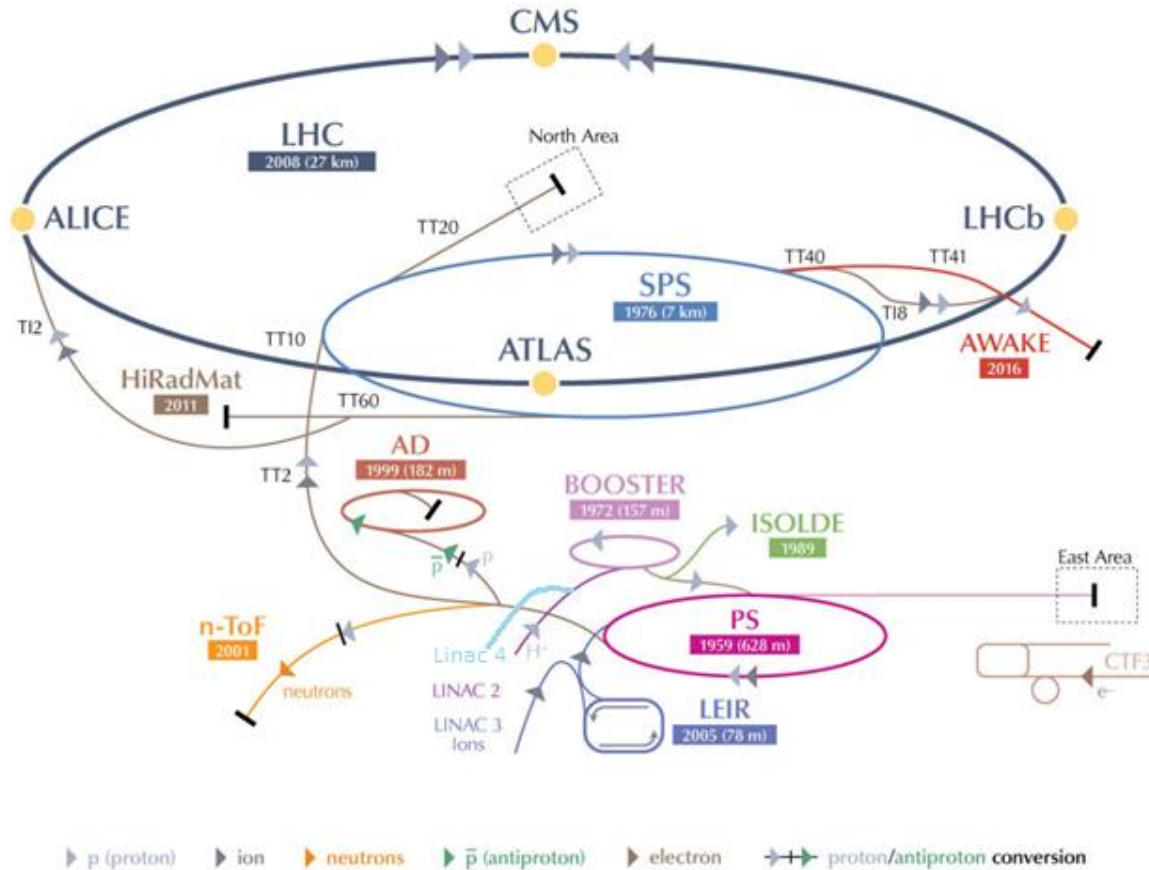 CMS
LHC
2008 (27 km)
North Area
ALICE
TT20
LHCb
TT40
TT41
SPS
1976 (7 km)
TI8
TI2
TT10
ATLAS
AWAKE
2016
HiRadMat
2011
TT60
AD
1999 (182 m)
TT2
BOOSTER
1972 (157 m)
ISOLDE
1989
p̅
p
East Area
n-ToF
2001
PS
1959 (628 m)
Linac 4
H⁺
neutrons
CTF3
e⁻
LINAC 2
LINAC 3
Ions
LEIR
2005 (78 m)
p (proton)
ion
neutrons
p̅ (antiproton)
electron
proton/antiproton conversion